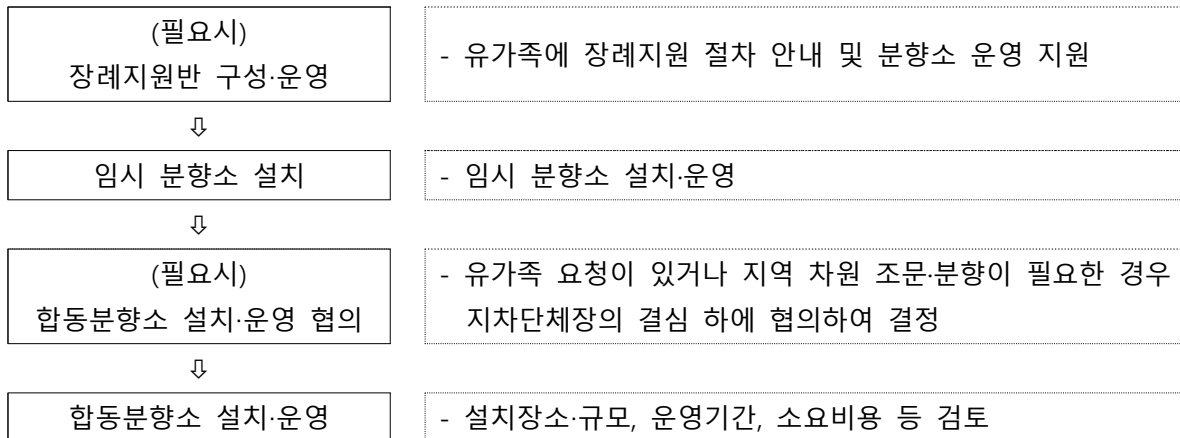 (필요시)
장례지원반 구성·운영
- 유가족에 장례지원 절차 안내 및 분향소 운영 지원
⇩
임시 분향소 설치
- 임시 분향소 설치·운영
⇩
(필요시)
합동분향소 설치·운영 협의
- 유가족 요청이 있거나 지역 차원 조문·분향이 필요한 경우
지차단체장의 결심 하에 협의하여 결정
⇩
합동분향소 설치·운영
- 설치장소·규모, 운영기간, 소요비용 등 검토